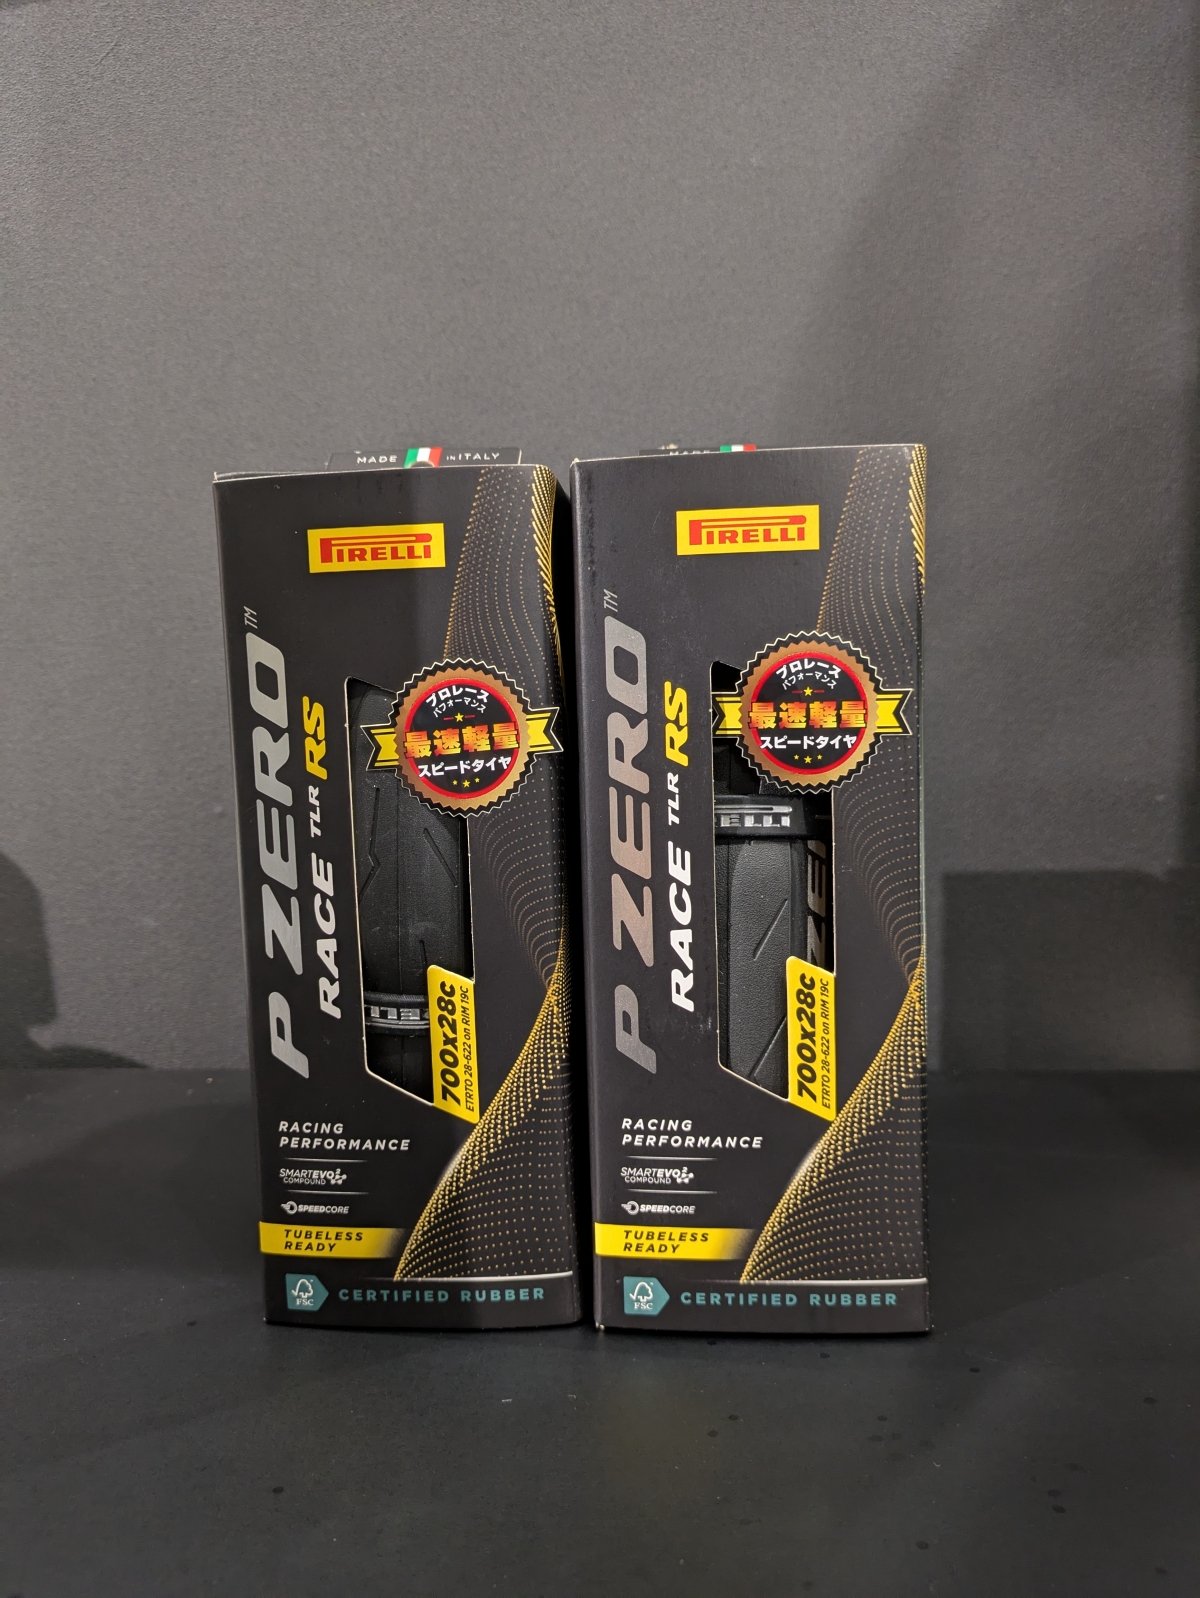 MADE IN ITALY
PIRELLI
P ZERO™
RACE TLR RS
プロレース
パフォーマンス
最速軽量
スピードタイヤ
700x28c
ETRTO 28-622 on RIM 19C
RACING
PERFORMANCE
SMARTEVO2
COMPOUND
SPEEDCORE
TUBELESS
READY
FSC
CERTIFIED RUBBER
MADE
PIRELLI
P ZERO™
RACE TLR RS
プロレース
パフォーマンス
最速軽量
スピードタイヤ
RELLI
ZER
700x28c
ETRTO 28-622 on RIM 19C
RACING
PERFORMANCE
SMARTEVO2
COMPOUND
SPEEDCORE
TUBELESS
READY
FSC
CERTIFIED RUBBER